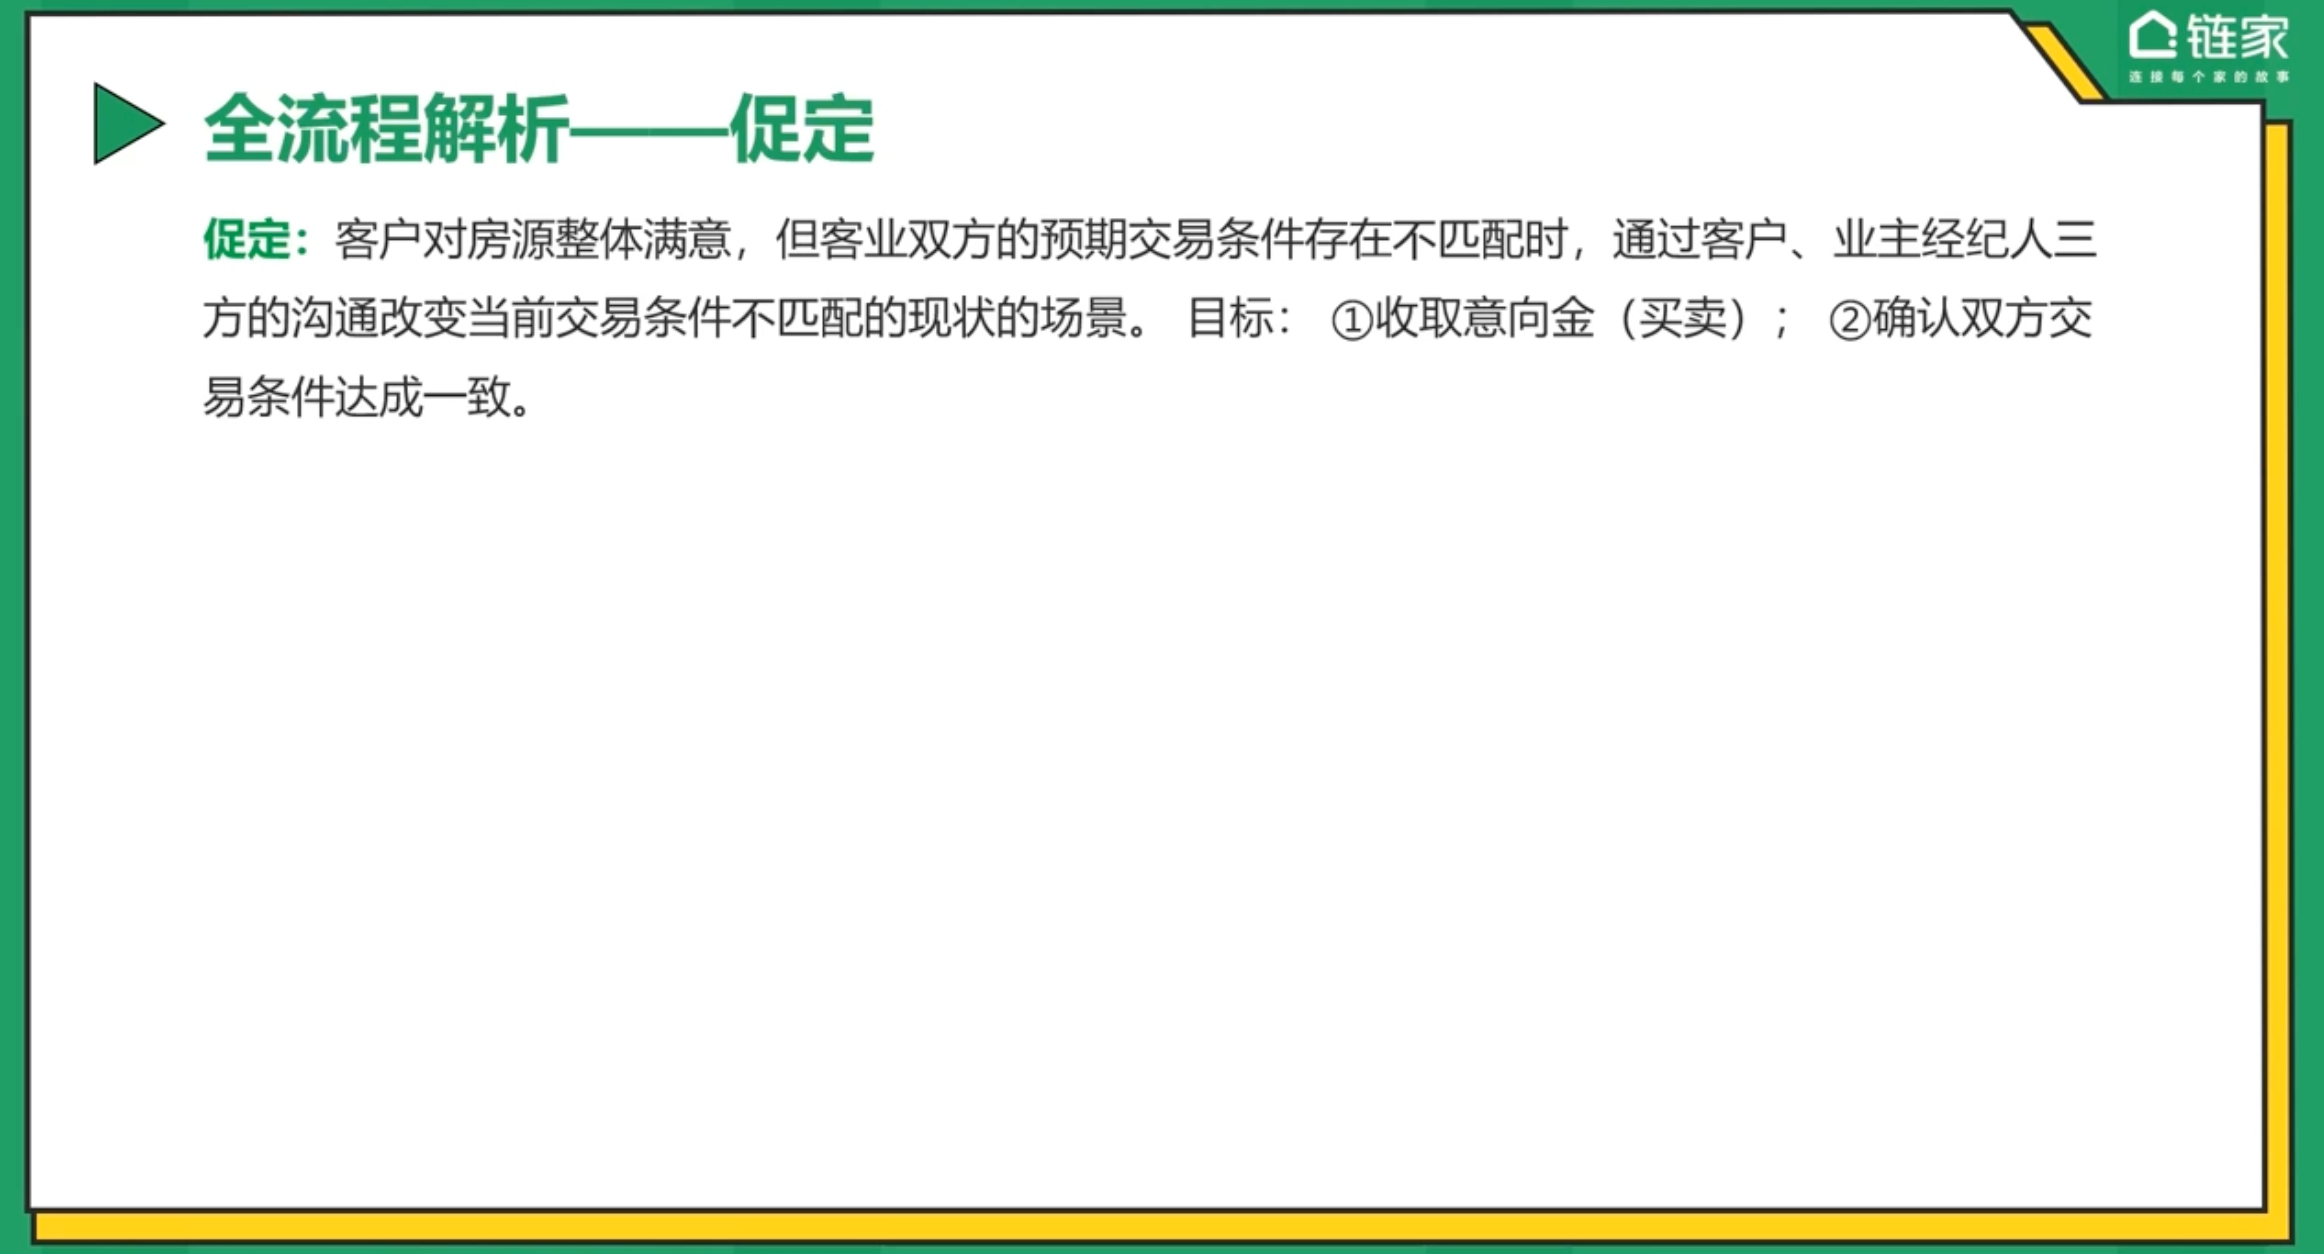 链家
连接每个家的故事
全流程解析——促定
促定：客户对房源整体满意，但客业双方的预期交易条件存在不匹配时，通过客户、业主经纪人三
方的沟通改变当前交易条件不匹配的现状的场景。 目标： ①收取意向金（买卖）； ②确认双方交
易条件达成一致。